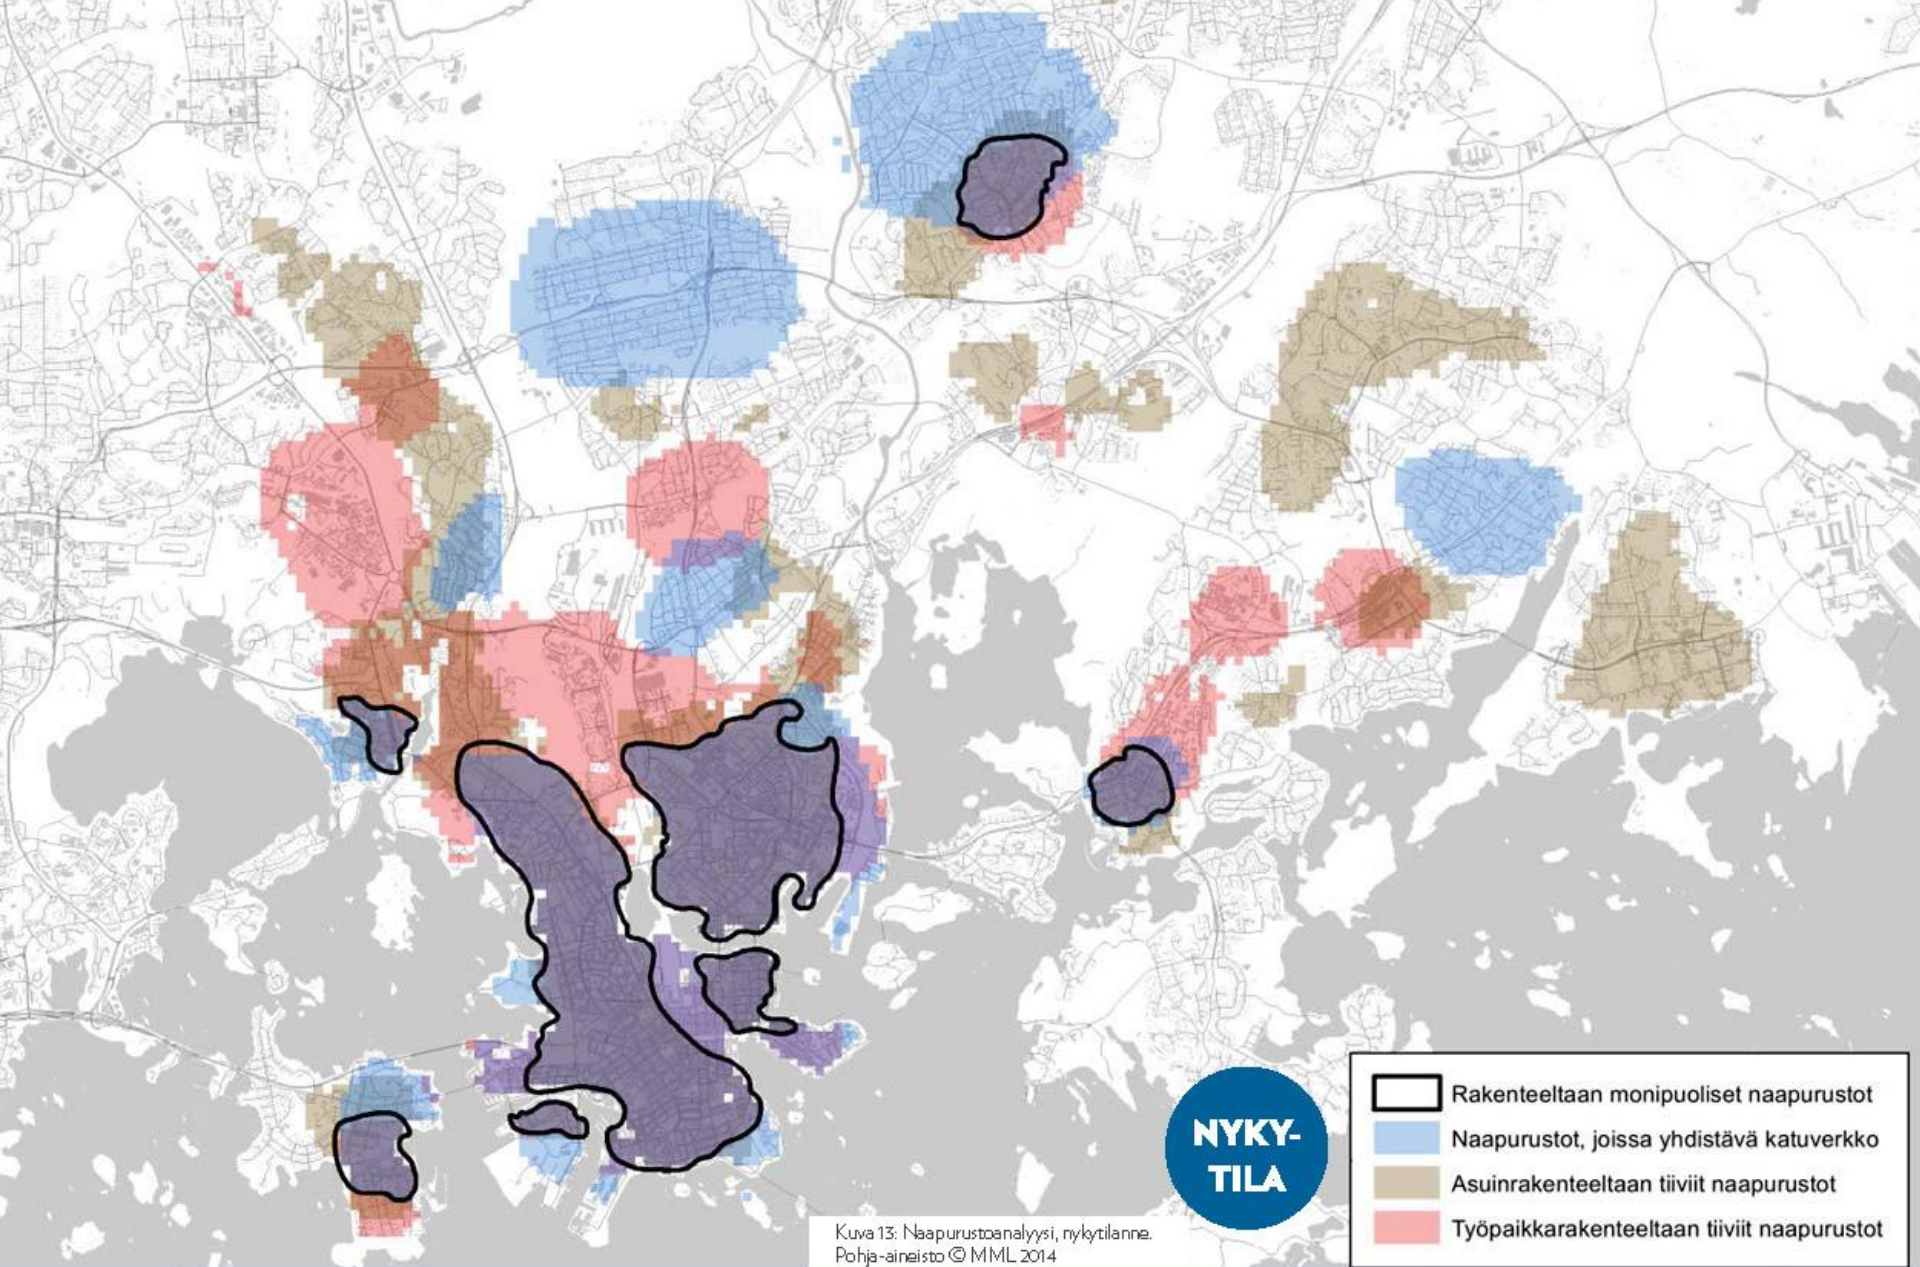 NYKY-
TILA
Rakenteeltaan monipuoliset naapurustot
Naapurustot, joissa yhdistävä katuverkko
Asuinrakenteeltaan tiiviit naapurustot
Työpaikkarakenteeltaan tiiviit naapurustot
Kuva 13: Naapurustoanalyysi, nykytilanne.
Pohja-aineisto © MML 2014